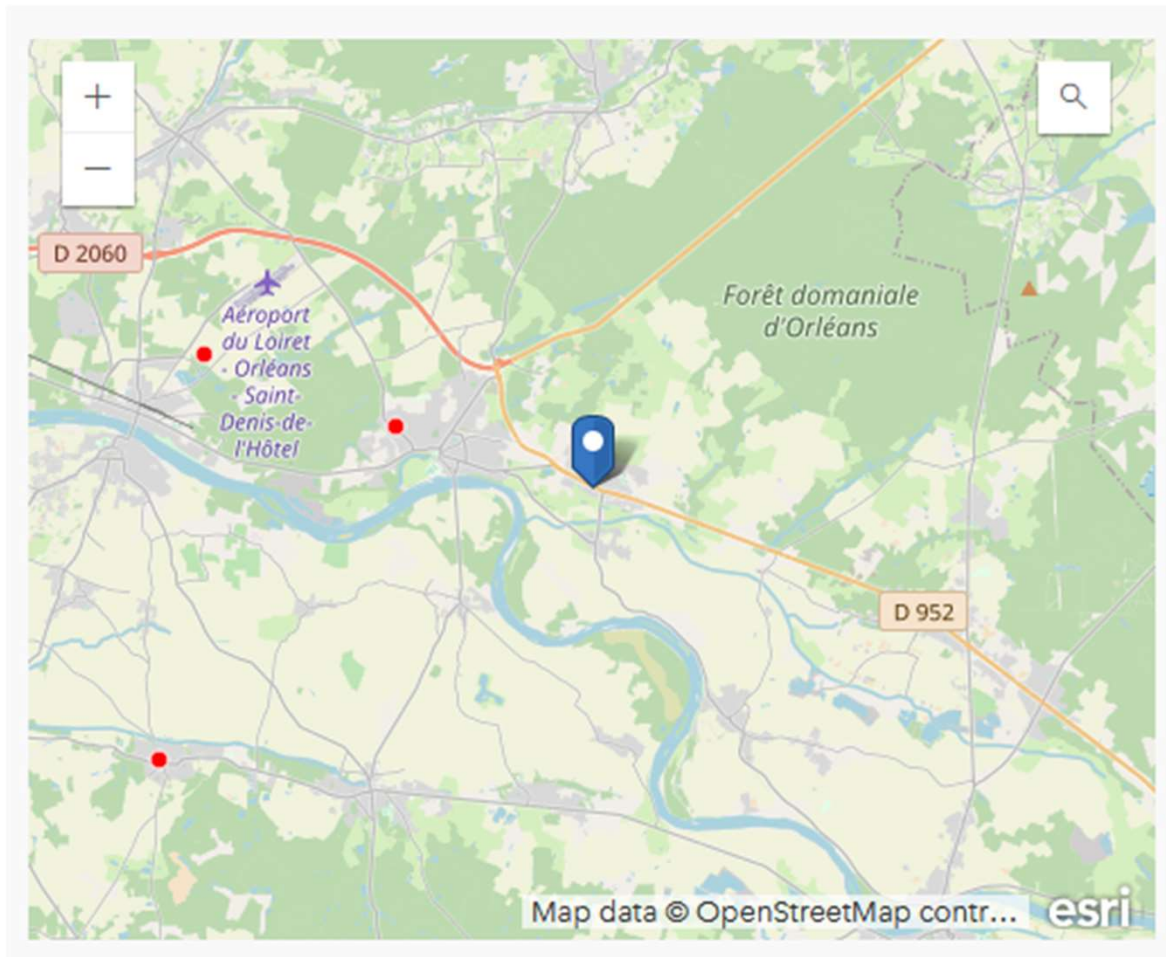 +
−
D 2060
Aéroport
du Loiret
- Orléans
- Saint-
Denis-de-
l'Hôtel
Forêt domaniale
d'Orléans
D 952
Map data © OpenStreetMap contr...
esri